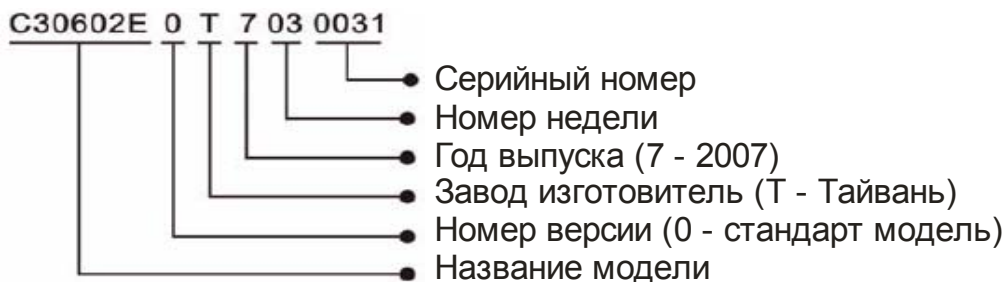 C30602E 0 T 7 03 0031
Серийный номер
Номер недели
Год выпуска (7 - 2007)
Завод изготовитель (Т - Тайвань)
Номер версии (0 - стандарт модель)
Название модели